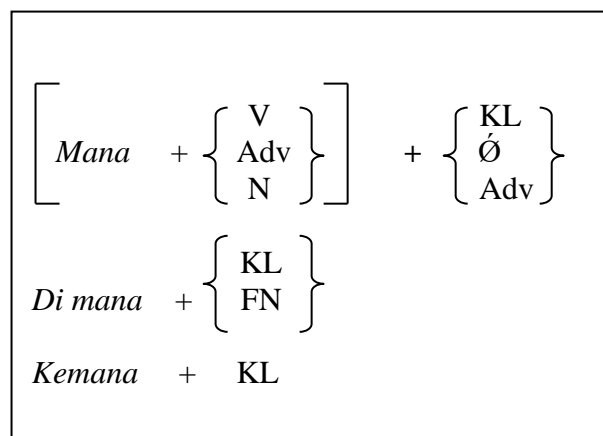 V KL
Mana + Adv + Ǿ
N Adv
KL
Di mana + FN
Kemana + KL